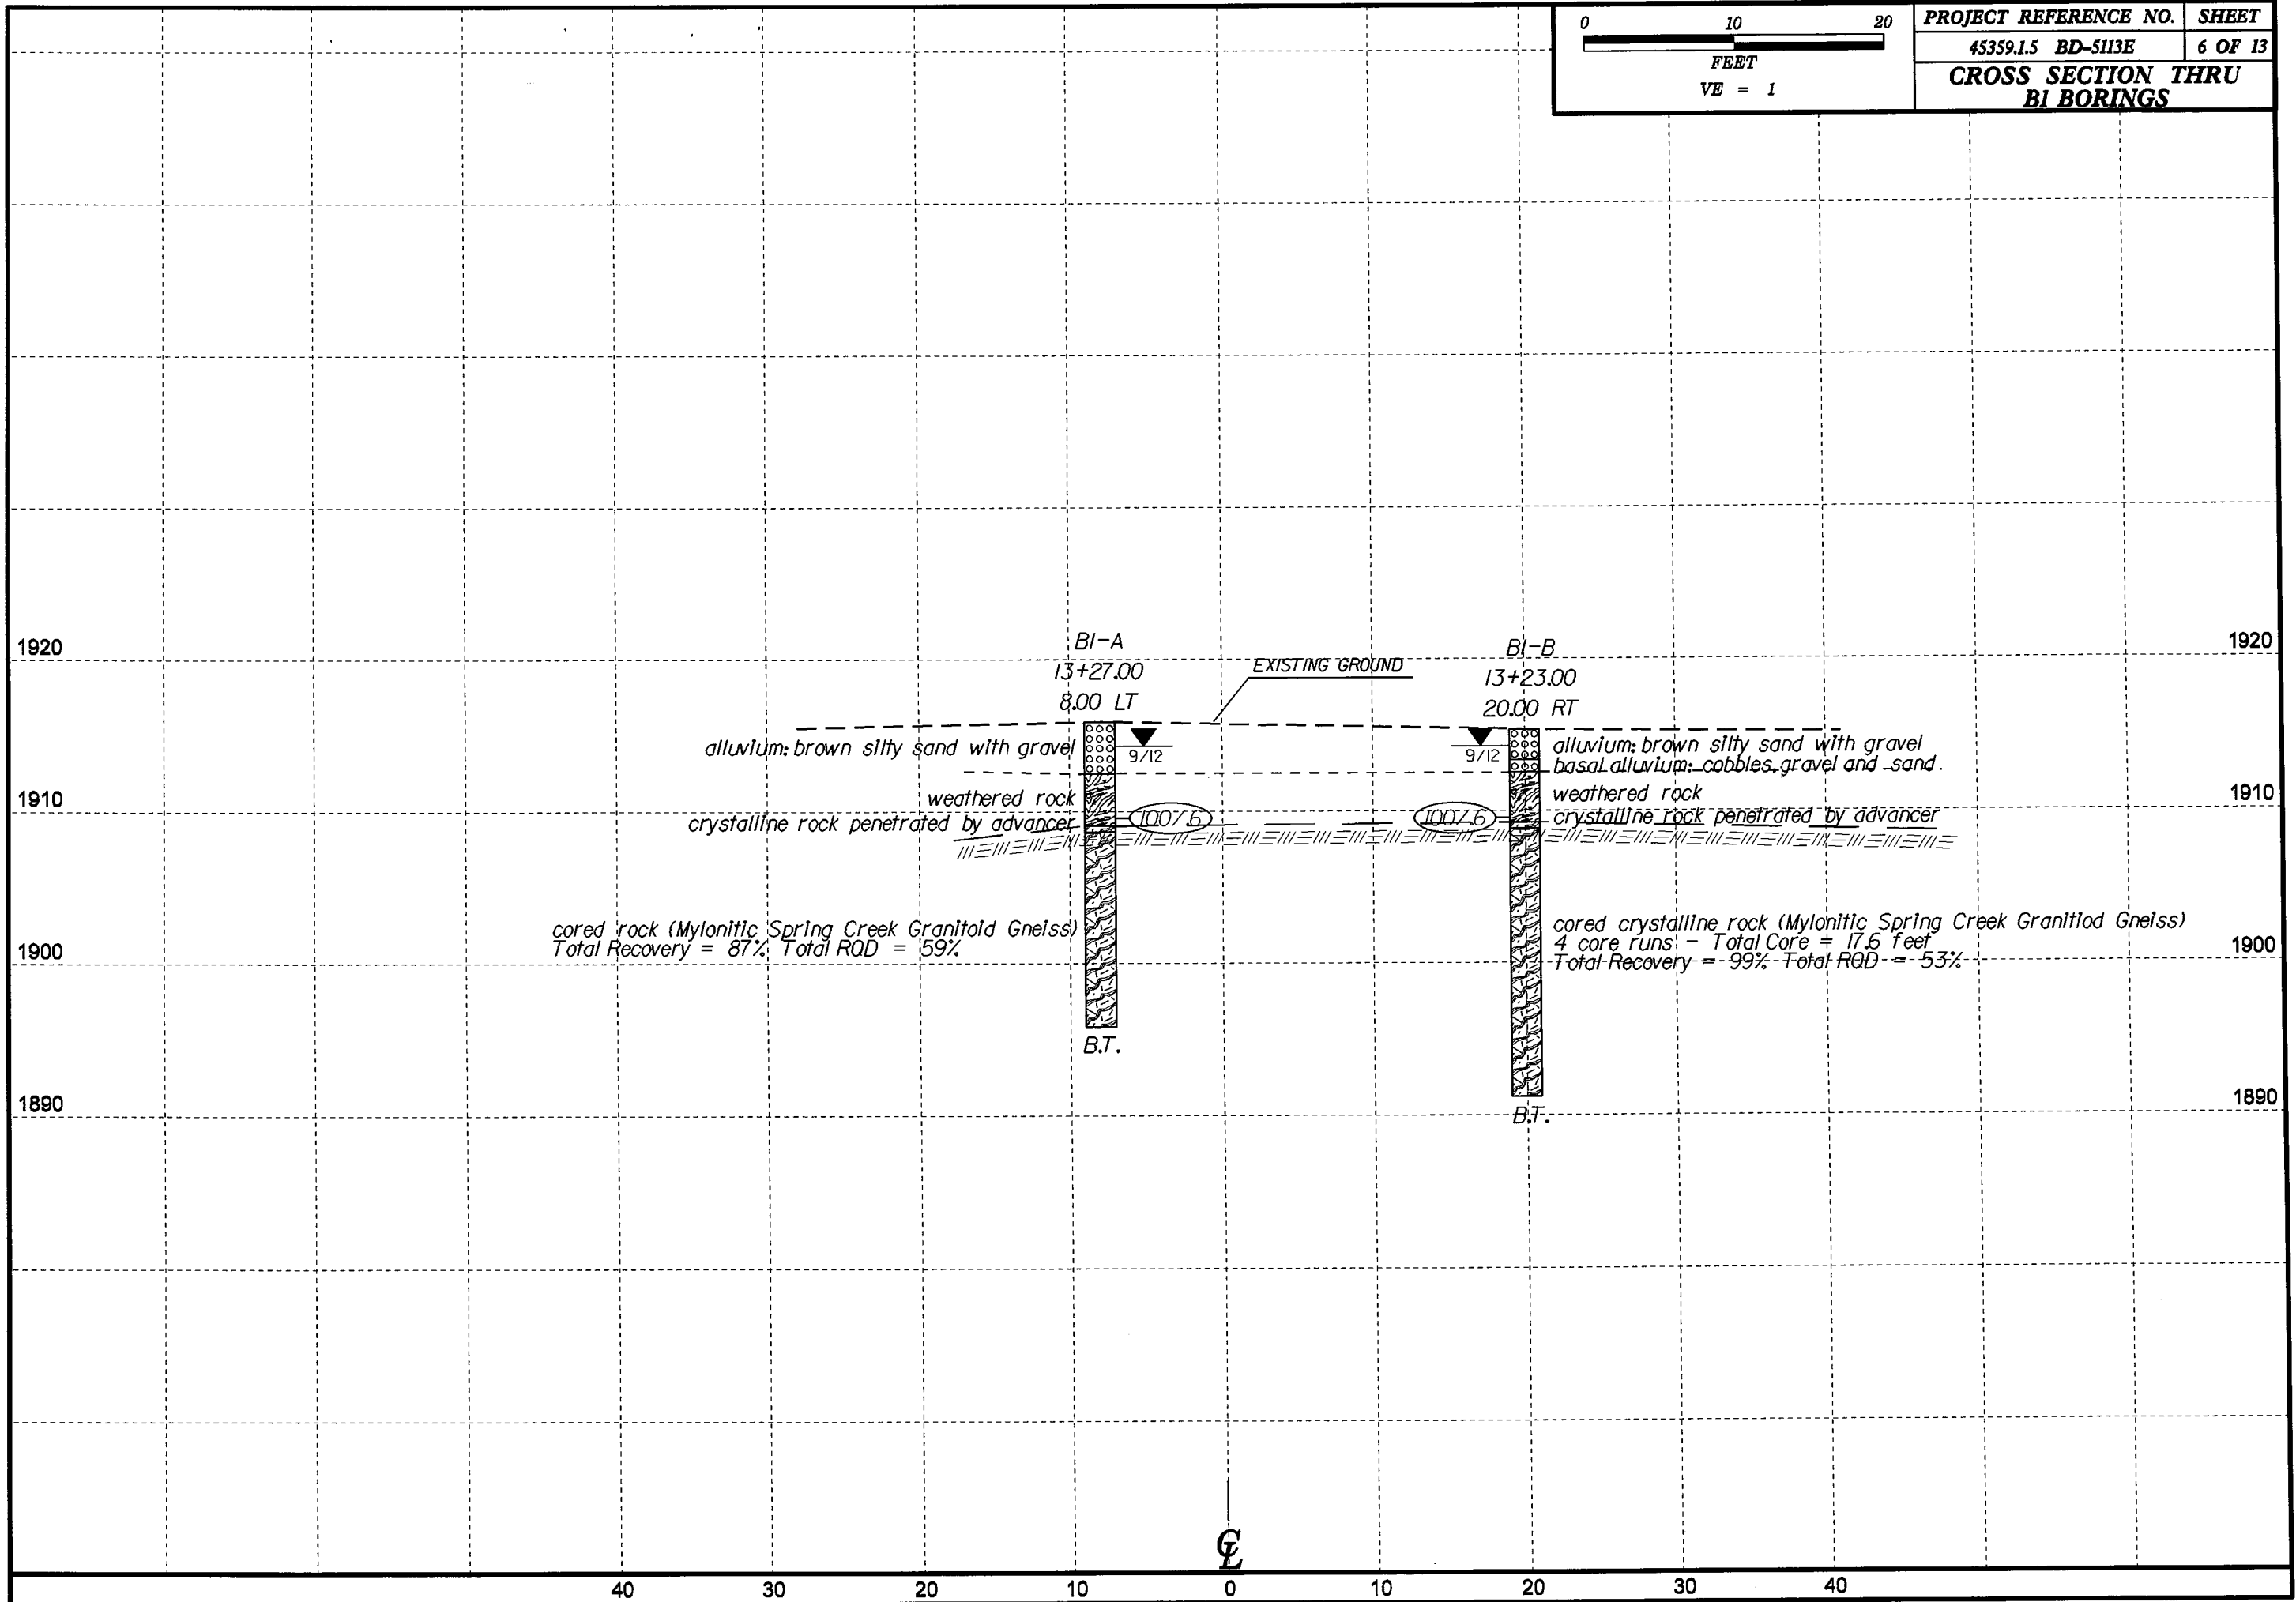 0 10 20
FEET
VE = 1
PROJECT REFERENCE NO. SHEET
45359.1.5 BD-5113E 6 OF 13
CROSS SECTION THRU
B1 BORINGS
1920 1920
B1-A
13+27.00
8.00 LT
EXISTING GROUND
B1-B
13+23.00
20.00 RT
alluvium: brown silty sand with gravel
9/12
9/12
alluvium: brown silty sand with gravel
basal alluvium: cobbles, gravel and sand.
weathered rock
weathered rock
1910 1910
crystalline rock penetrated by advancer
100/.6
100/.6
crystalline rock penetrated by advancer
cored rock (Mylonitic Spring Creek Granitoid Gneiss)
Total Recovery = 87% Total RQD = 59%
cored crystalline rock (Mylonitic Spring Creek Granitiod Gneiss)
4 core runs - Total Core = 17.6 feet
Total Recovery = 99% Total RQD = 53%
1900 1900
B.T.
B.T.
1890 1890
CL
40 30 20 10 0 10 20 30 40